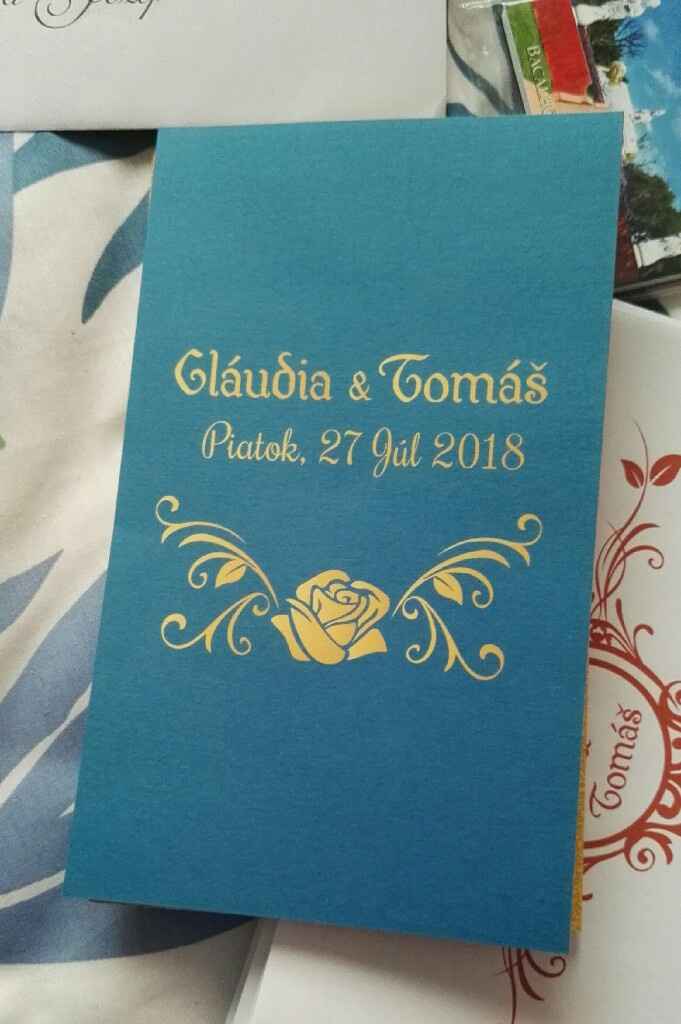 Cláudia & Tomáš
Piatok, 27 Júl 2018
Tomáš